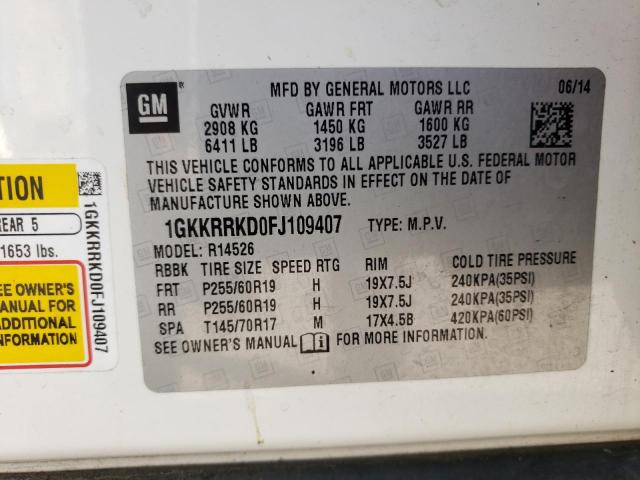 GM
MFD BY GENERAL MOTORS LLC 06/14
GVWR GAWR FRT GAWR RR
2908 KG 1450 KG 1600 KG
6411 LB 3196 LB 3527 LB
THIS VEHICLE CONFORMS TO ALL APPLICABLE U.S. FEDERAL MOTOR
VEHICLE SAFETY STANDARDS IN EFFECT ON THE DATE OF
MANUFACTURE SHOWN ABOVE.
1GKKRRKD0FJ109407 TYPE: M.P.V.
MODEL: R14526
RBBK TIRE SIZE SPEED RTG RIM COLD TIRE PRESSURE
FRT P255/60R19 H 19X7.5J 240KPA(35PSI)
RR P255/60R19 H 19X7.5J 240KPA(35PSI)
SPA T145/70R17 M 17X4.5B 420KPA(60PSI)
SEE OWNER'S MANUAL i FOR MORE INFORMATION.
TION
REAR 5
1653 lbs.
EE OWNER'S
MANUAL FOR
ADDITIONAL
INFORMATION
1GKKRRKD0FJ109407